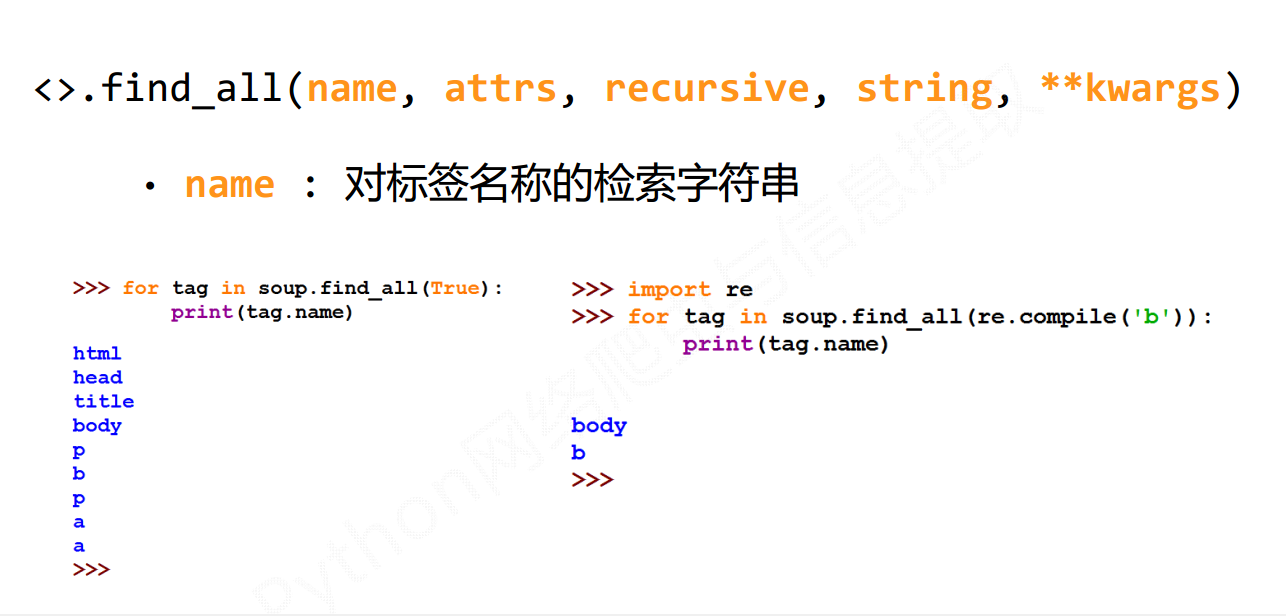 <>.find_all(name, attrs, recursive, string, **kwargs)
• name : 对标签名称的检索字符串
>>> for tag in soup.find_all(True):
        print(tag.name)
html
head
title
body
p
b
p
a
a
>>>
>>> import re
>>> for tag in soup.find_all(re.compile('b')):
        print(tag.name)
body
b
>>>
Python网络爬虫与信息提取